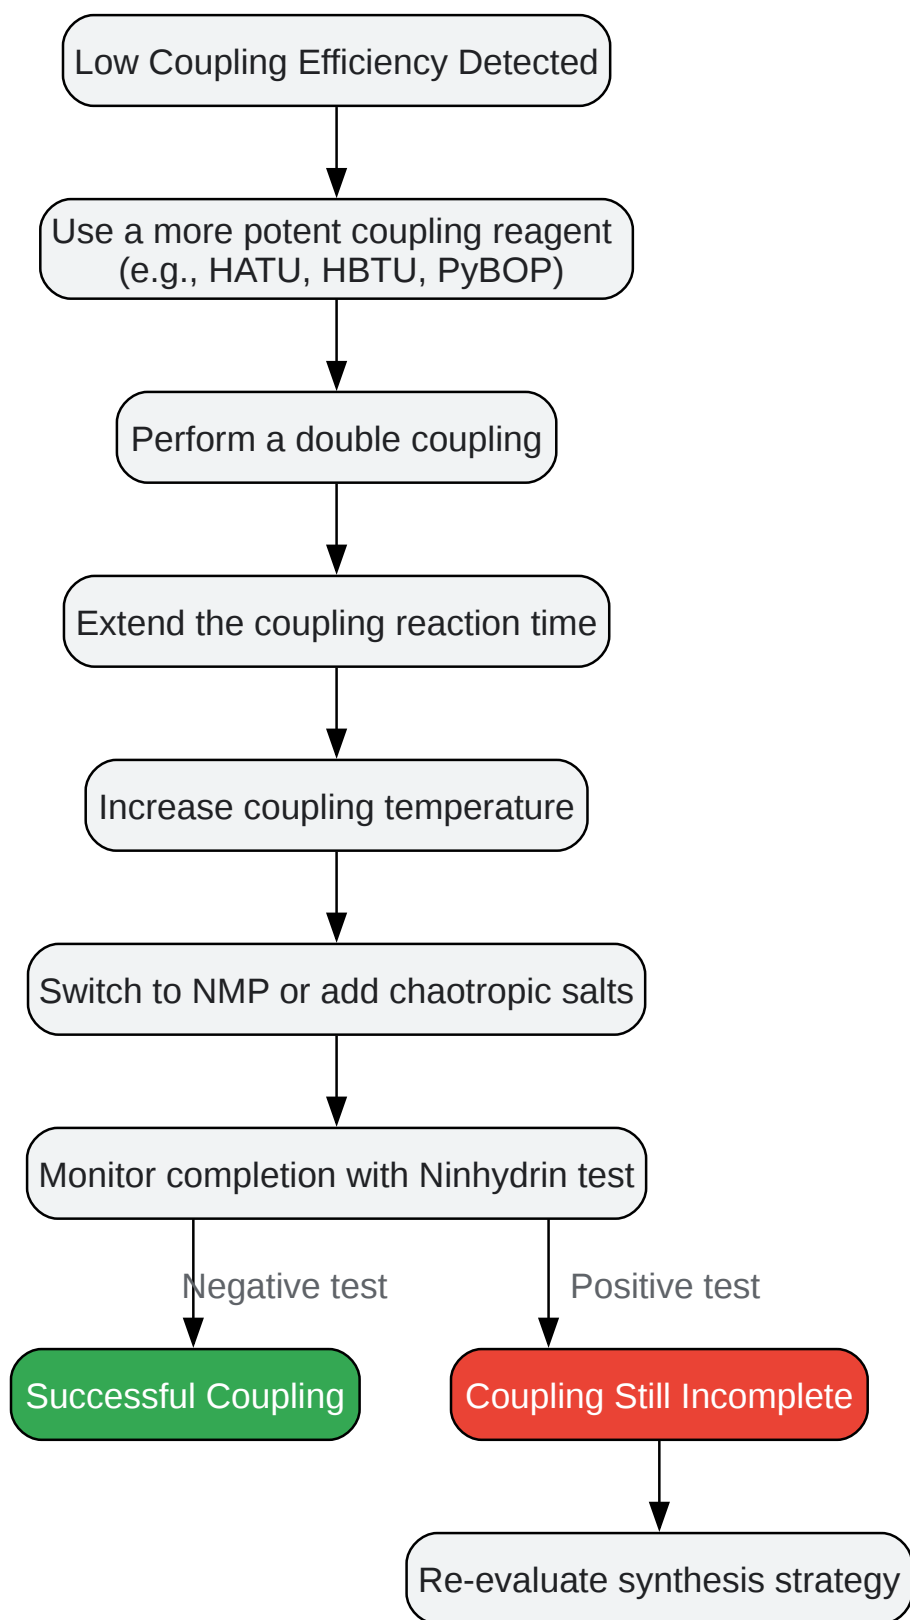 Low Coupling Efficiency Detected
Use a more potent coupling reagent
(e.g., HATU, HBTU, PyBOP)
Perform a double coupling
Extend the coupling reaction time
Increase coupling temperature
Switch to NMP or add chaotropic salts
Monitor completion with Ninhydrin test
Negative test
Positive test
Successful Coupling
Coupling Still Incomplete
Re-evaluate synthesis strategy